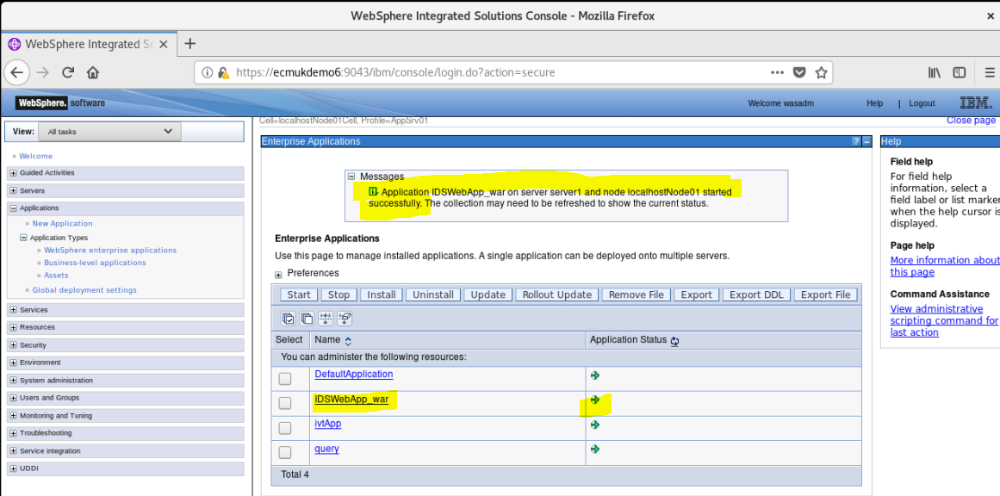 WebSphere Integrated Solutions Console - Mozilla Firefox
WebSphere Integrated Sc
https://ecmukdemo6:9043/ibm/console/login.do?action=secure
WebSphere. software
Welcome wasadm
Help | Logout
IBM.
View: All tasks
Welcome
Guided Activities
Servers
Applications
New Application
Application Types
WebSphere enterprise applications
Business-level applications
Assets
Global deployment settings
Services
Resources
Security
Environment
System administration
Users and Groups
Monitoring and Tuning
Troubleshooting
Service integration
UDDI
Cell=localhostNode01Cell, Profile=AppSrv01
Close page
Enterprise Applications
? –
Messages
Application IDSWebApp_war on server server1 and node localhostNode01 started
successfully. The collection may need to be refreshed to show the current status.
Enterprise Applications
Use this page to manage installed applications. A single application can be deployed onto multiple servers.
Preferences
Start Stop Install Uninstall Update Rollout Update Remove File Export Export DDL Export File
Select Name Application Status
You can administer the following resources:
DefaultApplication
IDSWebApp_war
ivtApp
query
Total 4
Help
Field help
For field help
information, select a
field label or list marker
when the help cursor is
displayed.
Page help
More information about
this page
Command Assistance
View administrative
scripting command for
last action